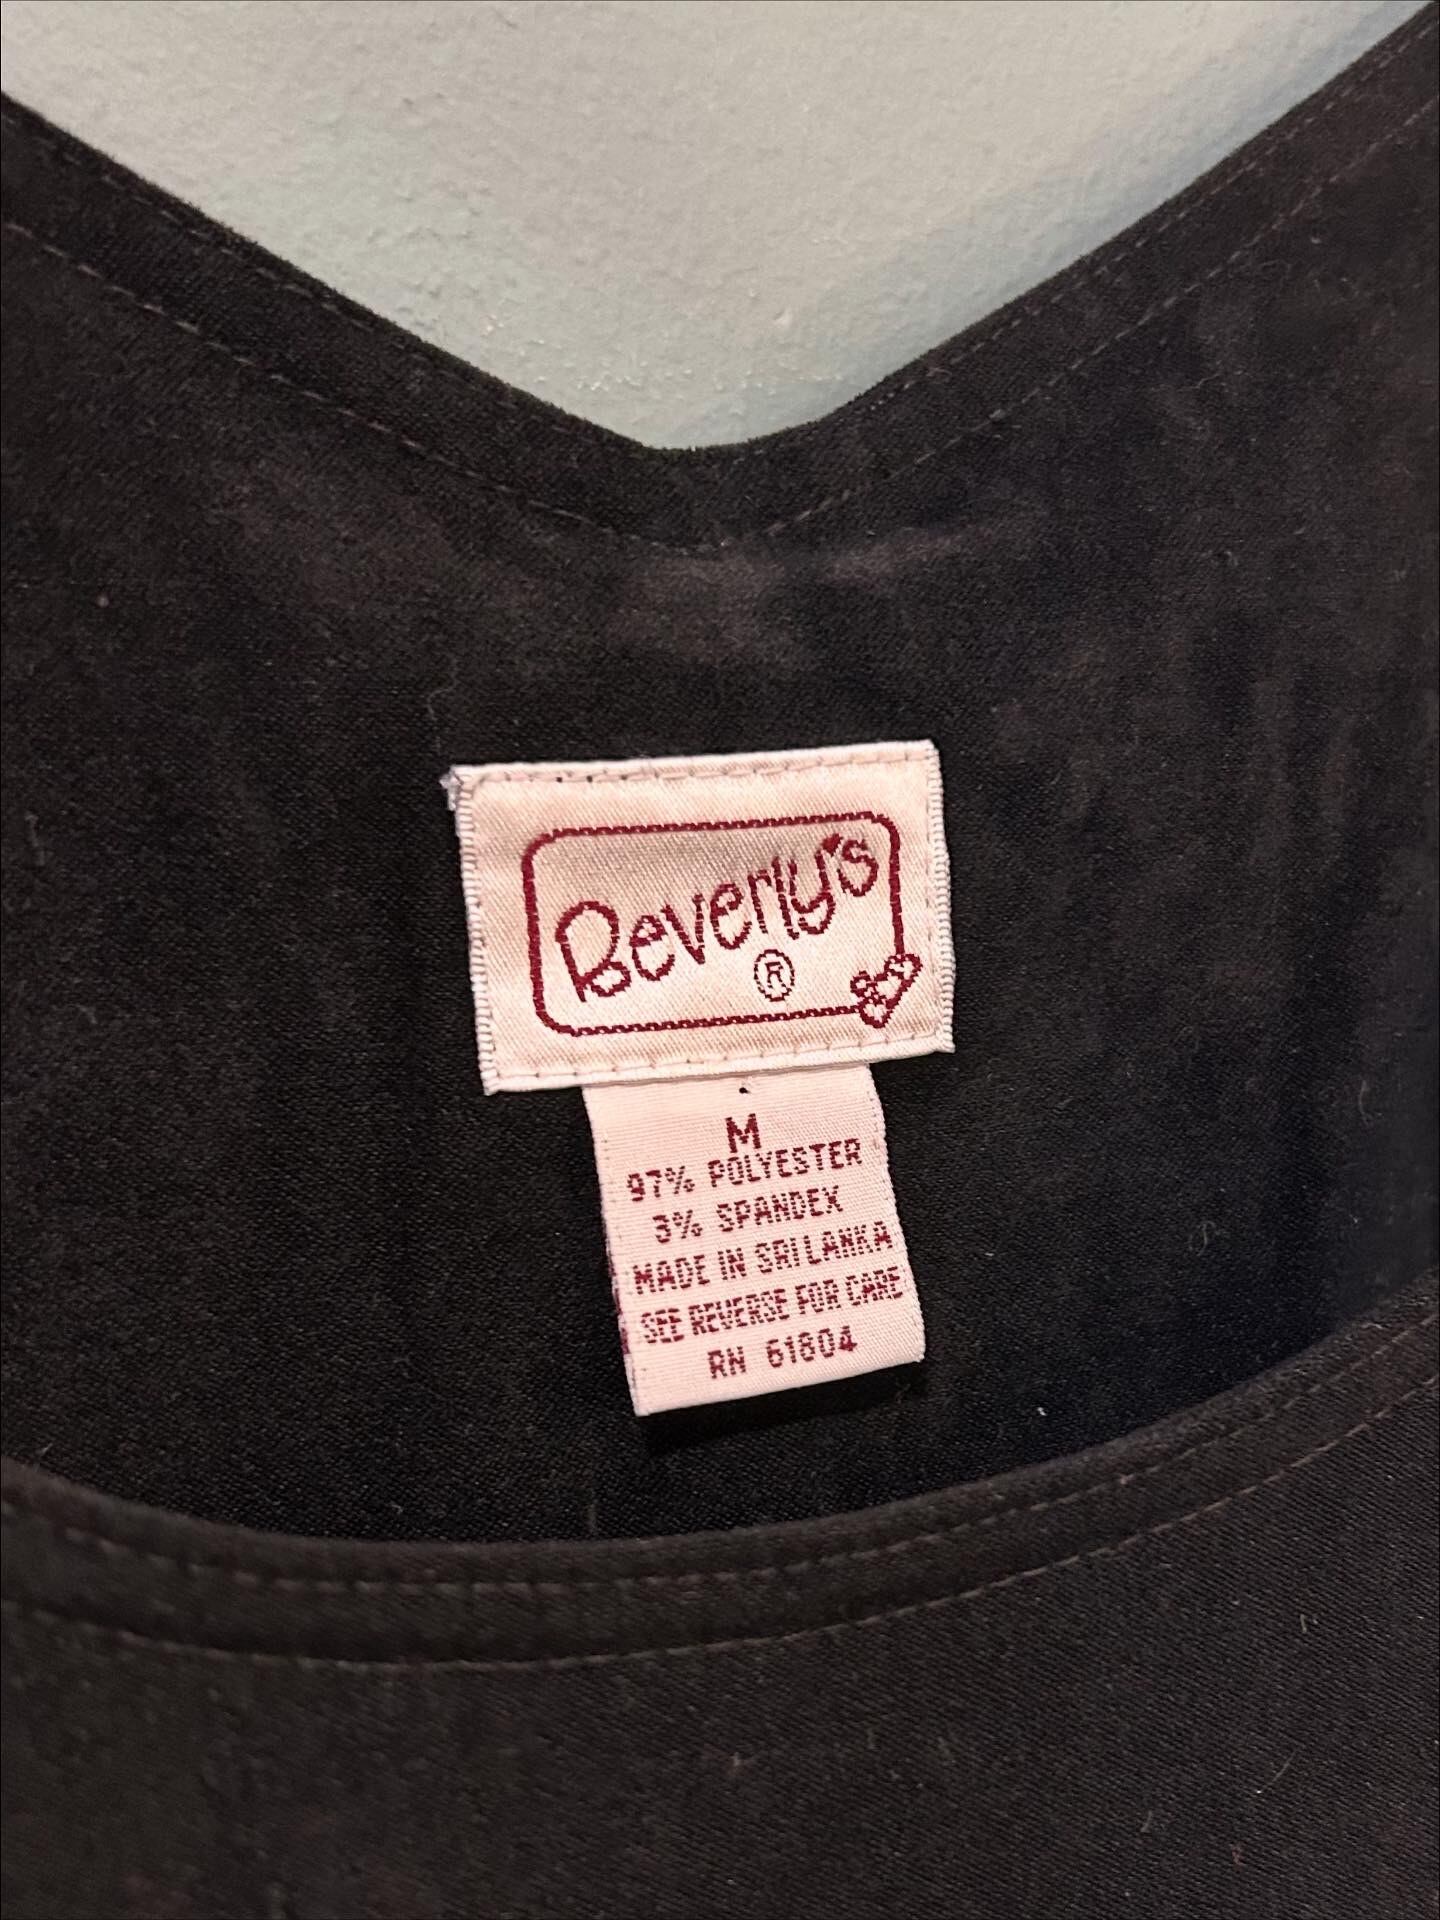 Beverly's
®
M
97% POLYESTER
3% SPANDEX
MADE IN SRI LANKA
SEE REVERSE FOR CARE
RN 61804